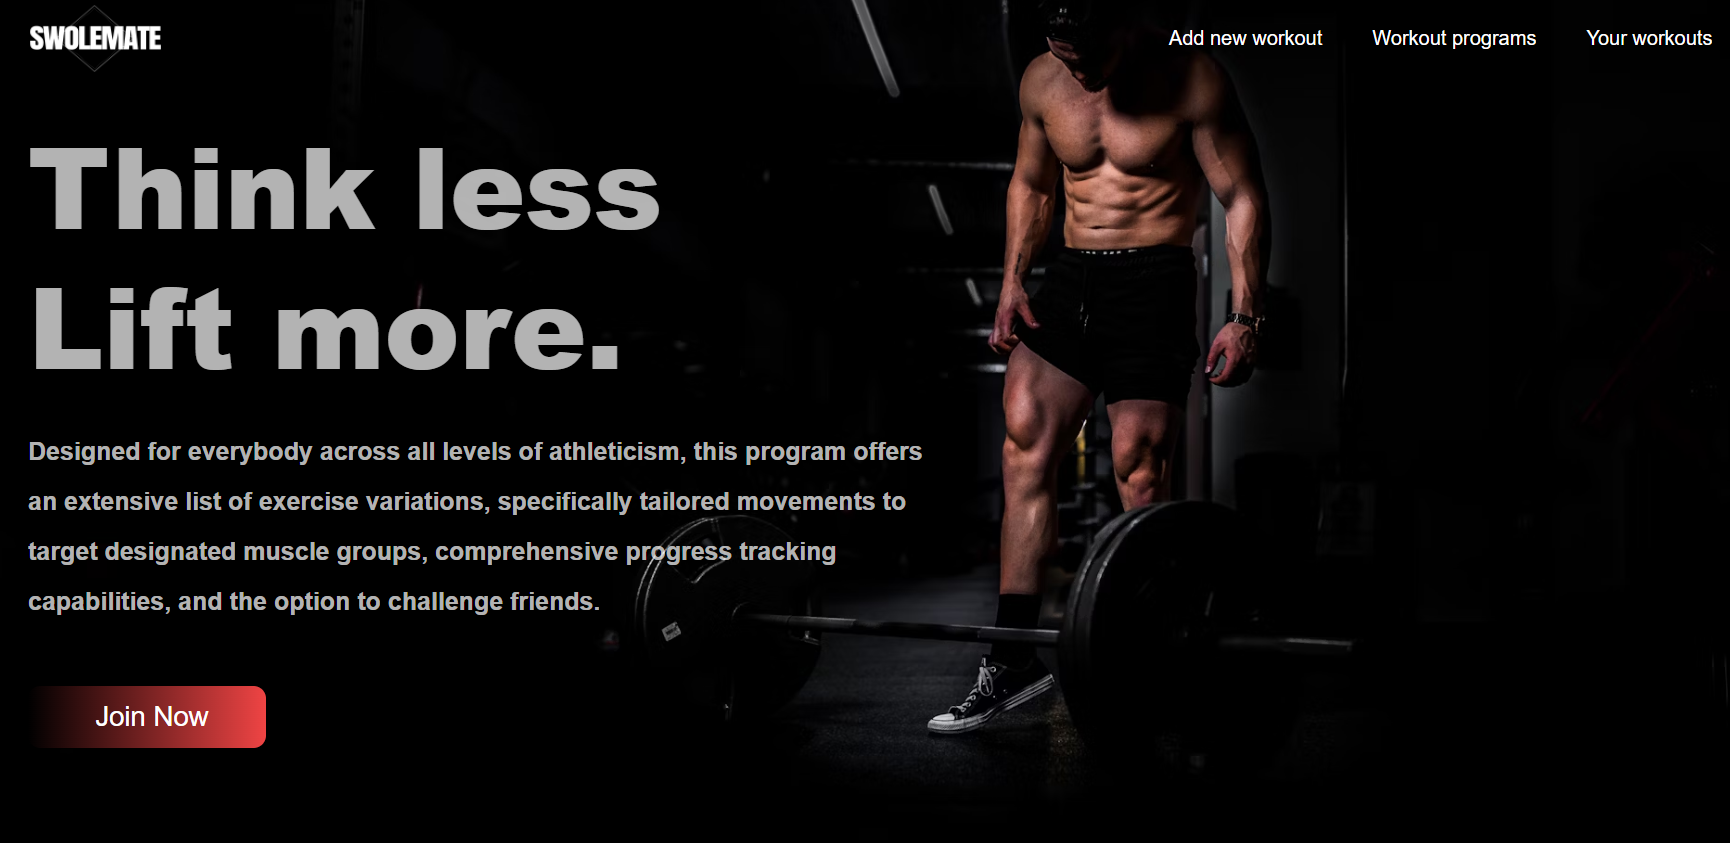 SWOLEMATE
Add new workout
Workout programs
Your workouts
Think less
Lift more.
Designed for everybody across all levels of athleticism, this program offers
an extensive list of exercise variations, specifically tailored movements to
target designated muscle groups, comprehensive progress tracking
capabilities, and the option to challenge friends.
Join Now